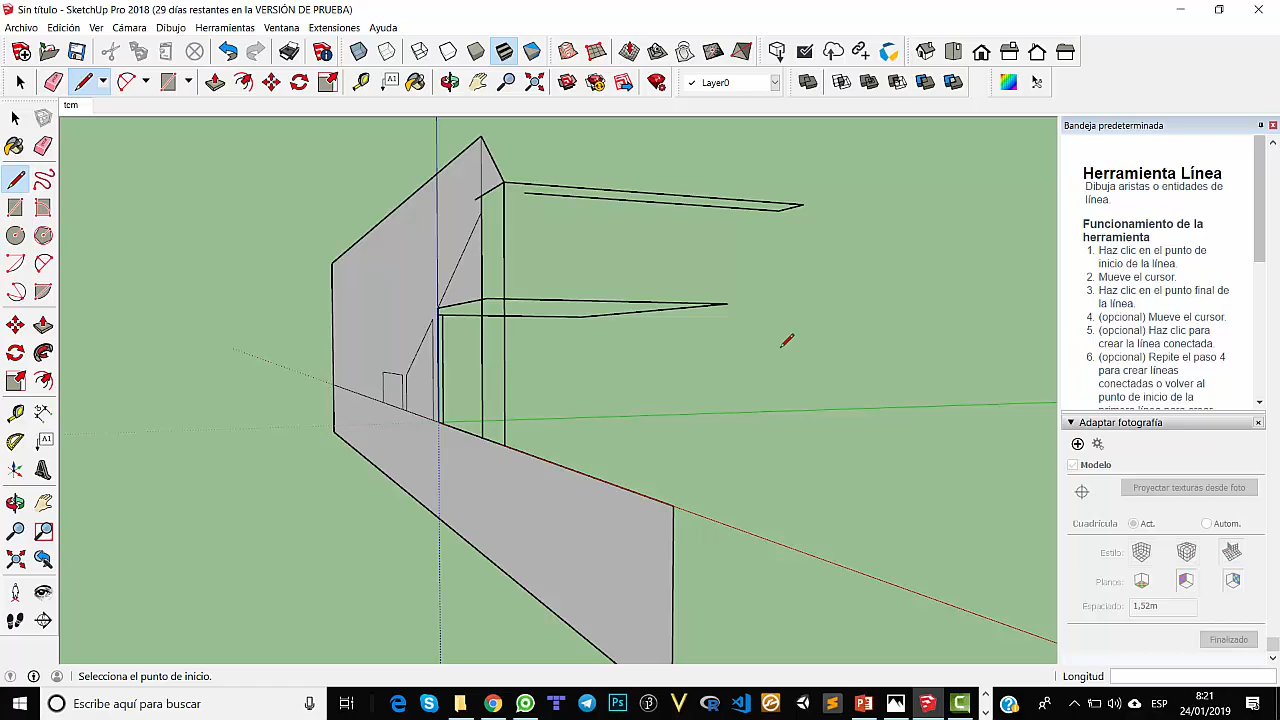 Sin título - SketchUp Pro 2018 (29 días restantes en la VERSIÓN DE PRUEBA)
Archivo Edición Ver Cámara Dibujo Herramientas Ventana Extensiones Ayuda
A1
Layer0
tcm
Bandeja predeterminada
Herramienta Línea
Dibuja aristas o entidades de
línea.
Funcionamiento de la
herramienta
1. Haz clic en el punto de
inicio de la línea.
2. Mueve el cursor.
3. Haz clic en el punto final de
la línea.
4. (opcional) Mueve el cursor.
5. (opcional) Haz clic para
crear la línea conectada.
6. (opcional) Repite el paso 4
para crear líneas
conectadas o volver al
Adaptar fotografía
Modelo
Proyectar texturas desde foto
Cuadrícula Act. Autom.
Estilo:
Planos:
Espaciado: 1,52m
Finalizado
A1
Selecciona el punto de inicio.
Longitud
Escribe aquí para buscar
Ps
ESP
8:21
24/01/2019